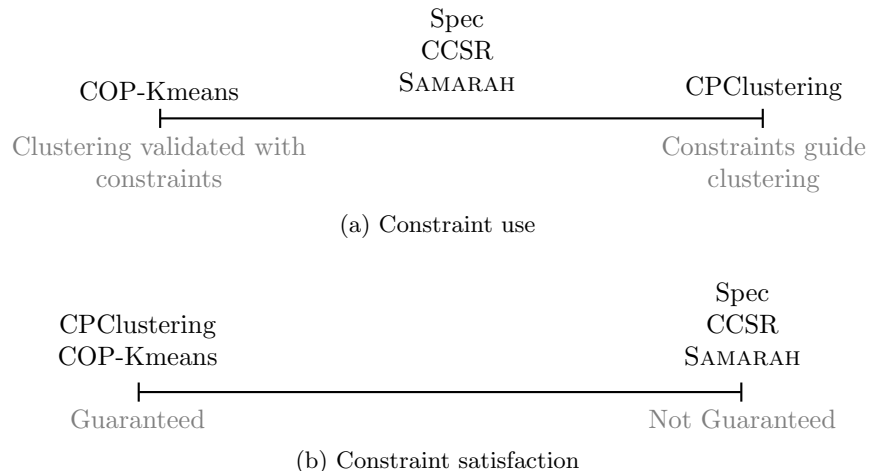 Spec
CCSR
SAMARAH
COP-Kmeans
CPClustering
Clustering validated with
constraints
Constraints guide
clustering
(a) Constraint use
Spec
CCSR
SAMARAH
CPClustering
COP-Kmeans
Guaranteed
Not Guaranteed
(b) Constraint satisfaction